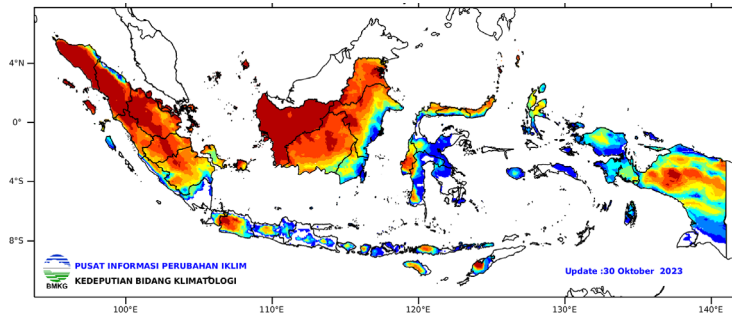 4°N
0°
4°S
8°S
PUSAT INFORMASI PERUBAHAN IKLIM
KEDEPUTIAN BIDANG KLIMATOLOGI
BMKG
Update :30 Oktober 2023
100°E 110°E 120°E 130°E 140°E